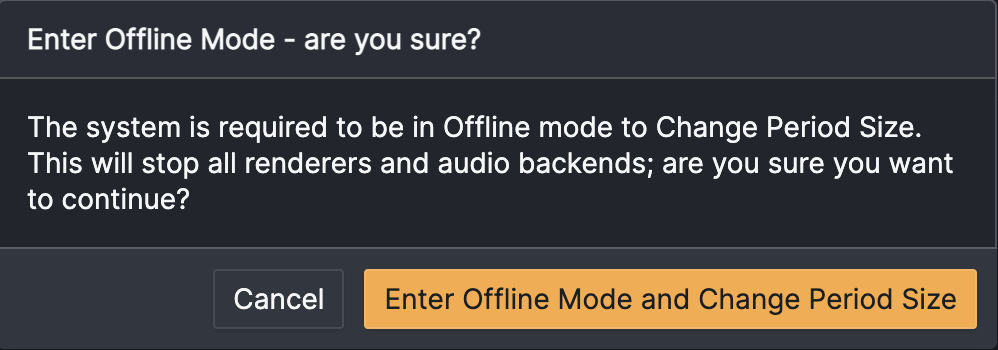 Enter Offline Mode - are you sure?
The system is required to be in Offline mode to Change Period Size.
This will stop all renderers and audio backends; are you sure you want
to continue?
Cancel
Enter Offline Mode and Change Period Size